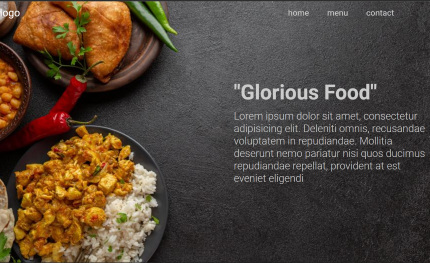 logo
home menu contact
"Glorious Food"
Lorem ipsum dolor sit amet, consectetur
adipisicing elit. Deleniti omnis, recusandae
voluptatem in repudiandae. Mollitia
deserunt nemo pariatur nisi quos ducimus
repudiandae repellat, provident at est
eveniet eligendi